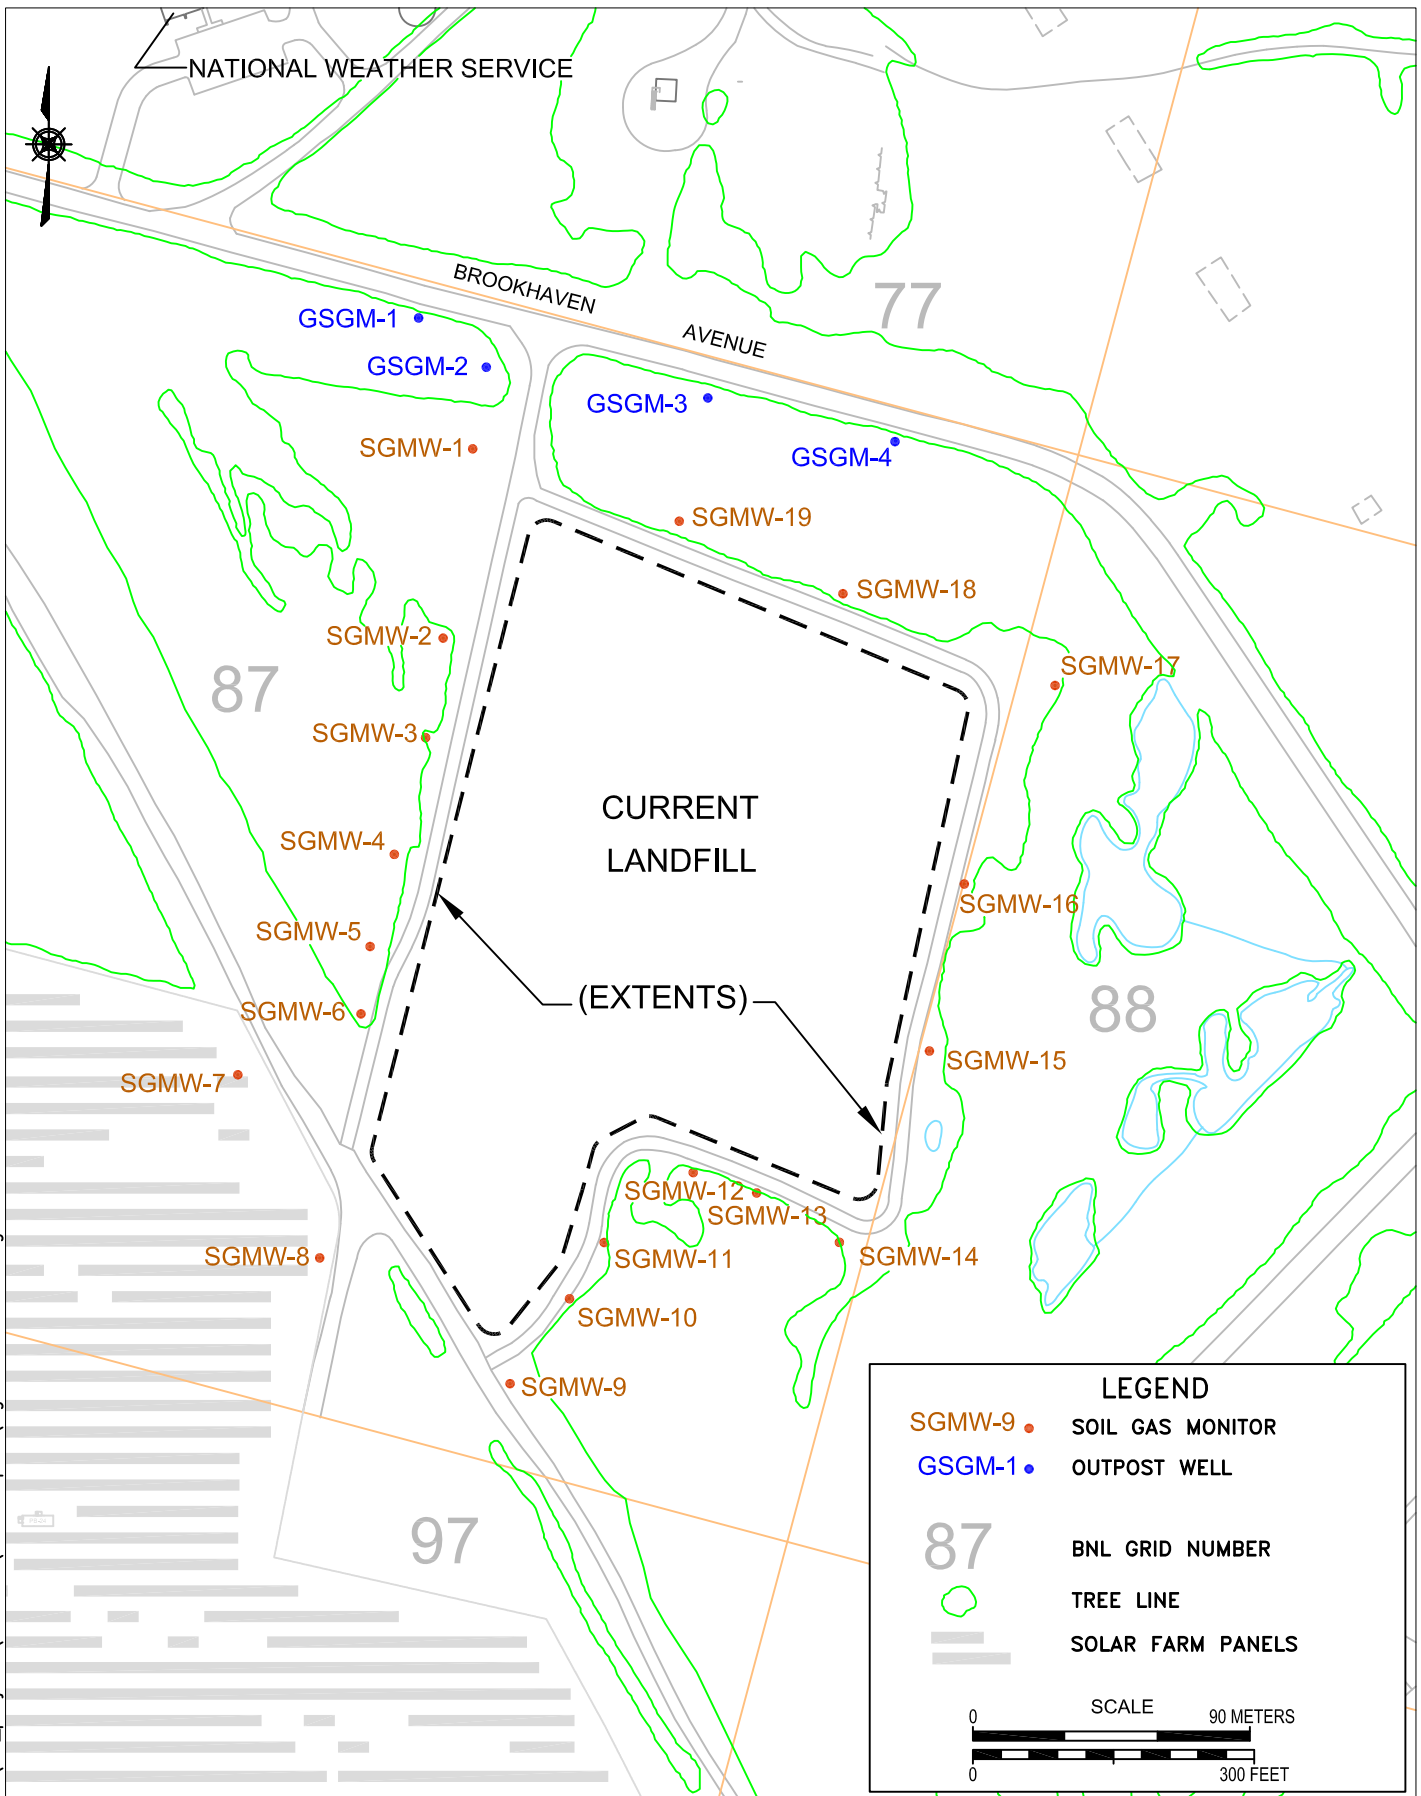 NATIONAL WEATHER SERVICE
BROOKHAVEN
AVENUE
77
GSGM-1
GSGM-2
GSGM-3
GSGM-4
SGMW-1
SGMW-19
SGMW-18
SGMW-2
SGMW-17
87
SGMW-3
CURRENT
LANDFILL
SGMW-4
SGMW-16
SGMW-5
(EXTENTS)
88
SGMW-6
SGMW-15
SGMW-7
SGMW-12
SGMW-13
SGMW-8
SGMW-11
SGMW-14
SGMW-10
SGMW-9
97
LEGEND
SGMW-9 SOIL GAS MONITOR
GSGM-1 OUTPOST WELL
87 BNL GRID NUMBER
TREE LINE
SOLAR FARM PANELS
SCALE
0 90 METERS
0 300 FEET